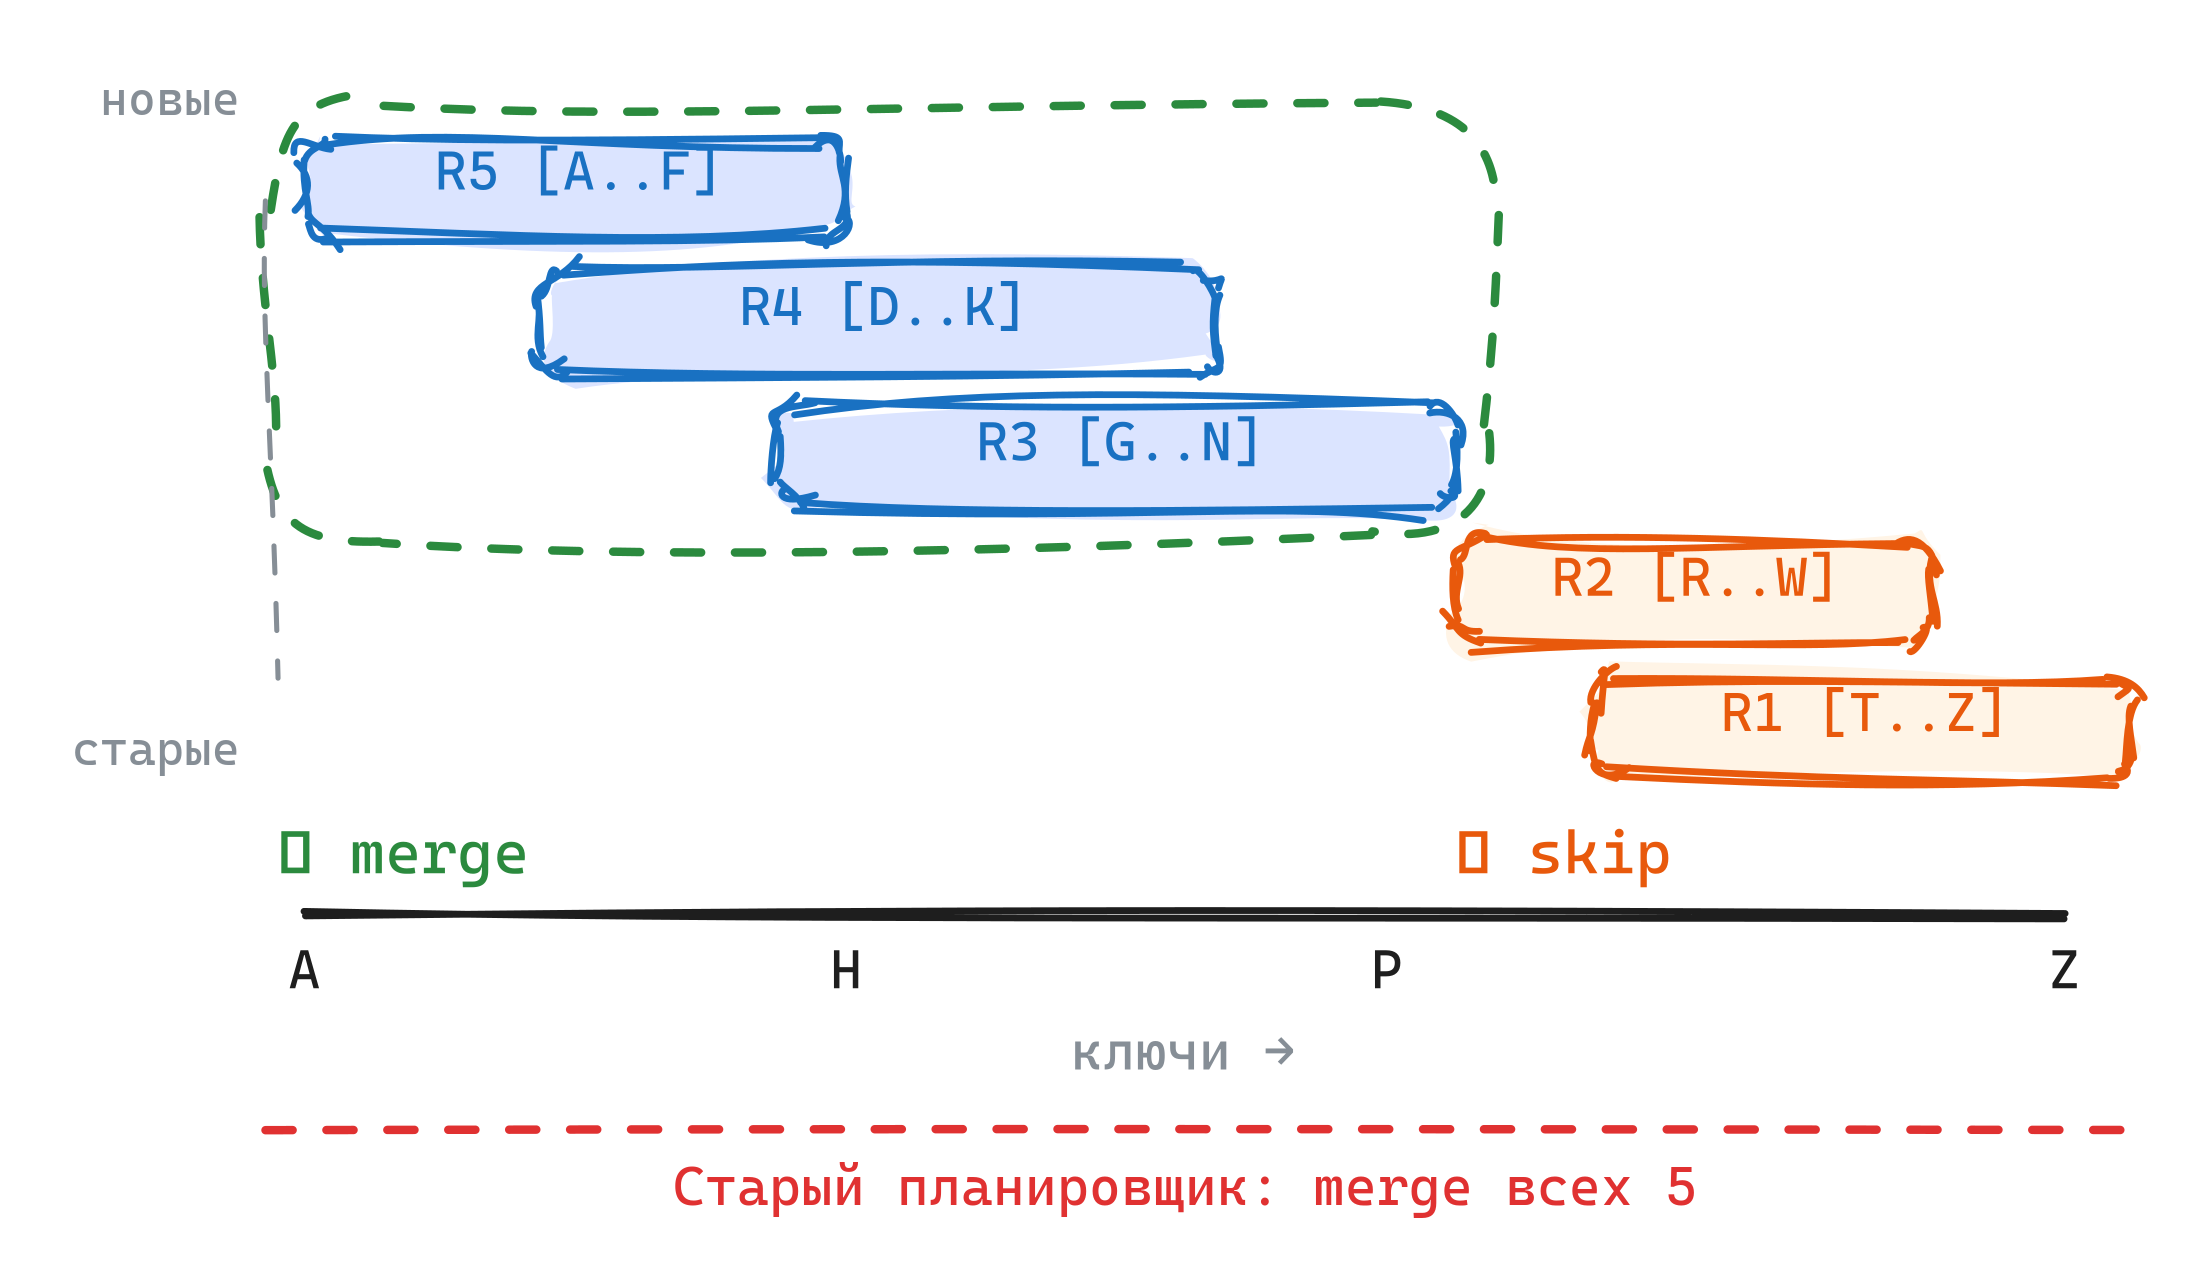 новые
R5 [A..F]
R4 [D..K]
R3 [G..N]
R2 [R..W]
R1 [T..Z]
старые
merge
skip
A H P Z
ключи →
Старый планировщик: merge всех 5